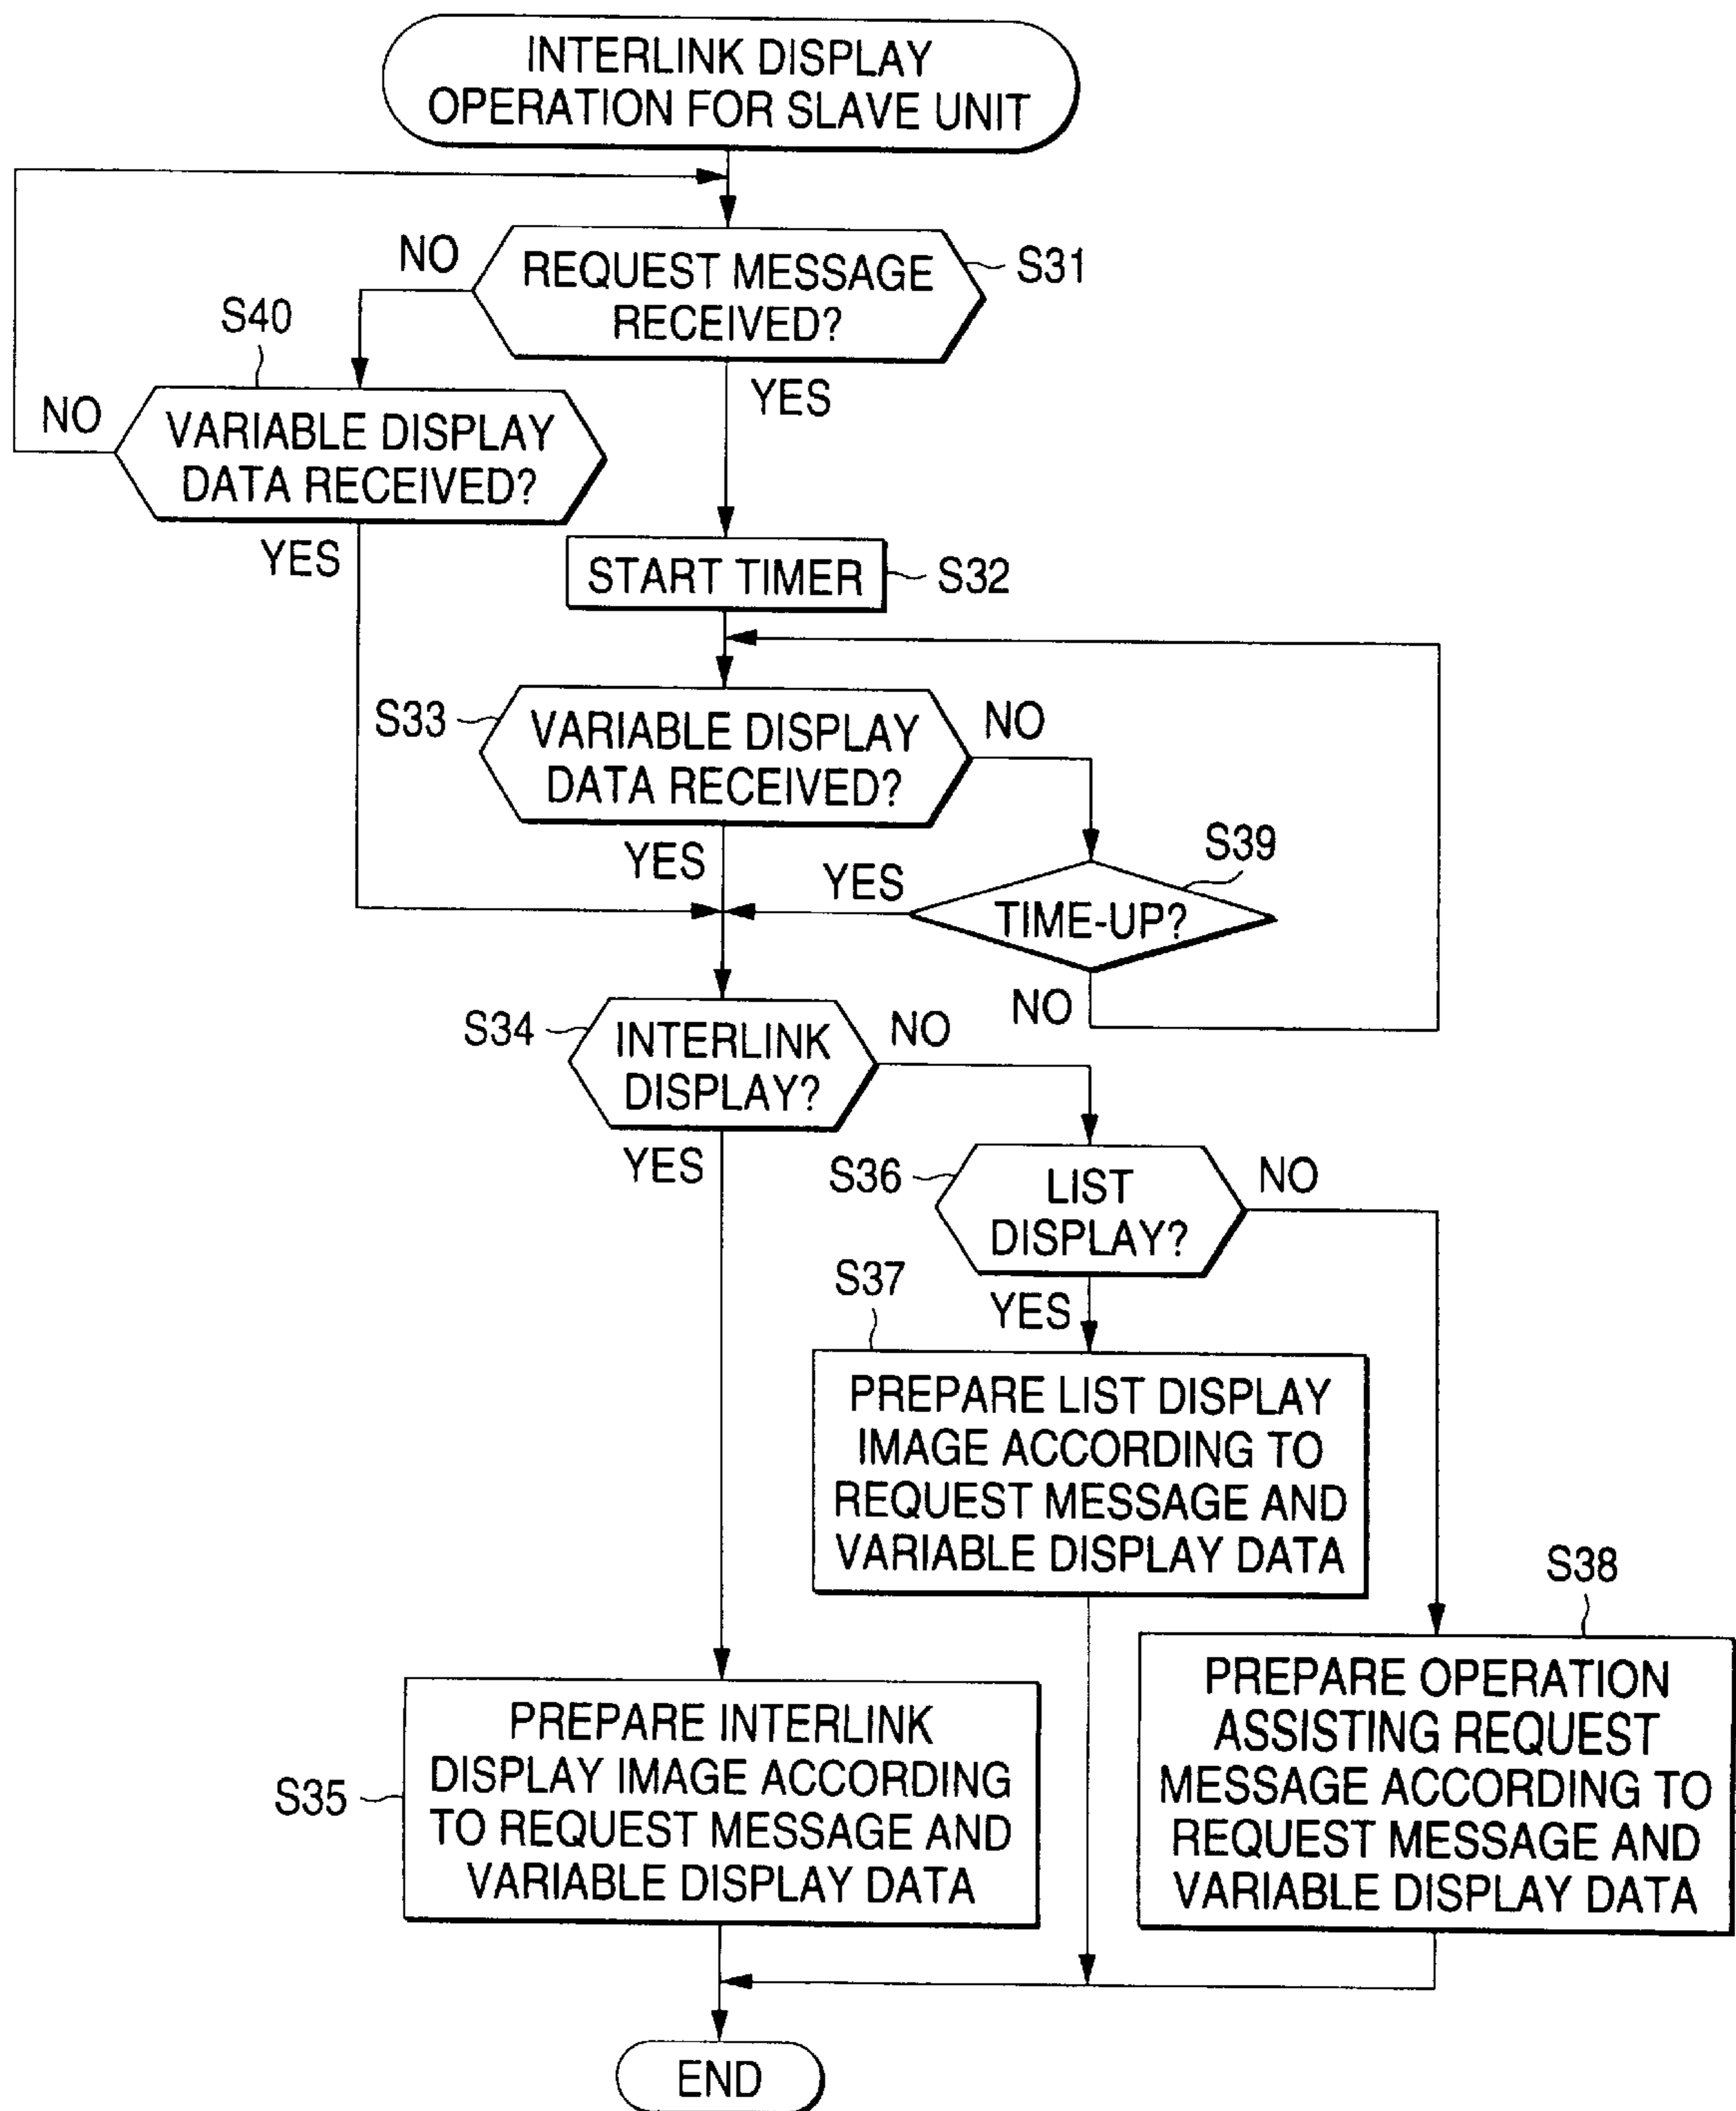 INTERLINK DISPLAY
OPERATION FOR SLAVE UNIT
NO
REQUEST MESSAGE
RECEIVED?
S31
S40
YES
NO
VARIABLE DISPLAY
DATA RECEIVED?
YES
START TIMER
S32
S33
VARIABLE DISPLAY
DATA RECEIVED?
NO
YES
YES
S39
TIME-UP?
NO
S34
INTERLINK
DISPLAY?
NO
YES
S36
LIST
DISPLAY?
NO
S37
YES
PREPARE LIST DISPLAY
IMAGE ACCORDING TO
REQUEST MESSAGE AND
VARIABLE DISPLAY DATA
S38
PREPARE OPERATION
ASSISTING REQUEST
MESSAGE ACCORDING TO
REQUEST MESSAGE AND
VARIABLE DISPLAY DATA
S35
PREPARE INTERLINK
DISPLAY IMAGE ACCORDING
TO REQUEST MESSAGE AND
VARIABLE DISPLAY DATA
END